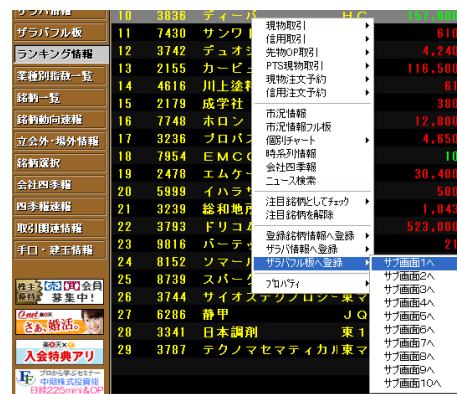 ザラバ情報
ザラバフル板
ランキング情報
業種別指数一覧
銘柄一覧
銘柄動向速報
立会外・場外情報
銘柄選択
会社四季報
四季報速報
取引関連情報
手口・建玉情報
募集中!
さぁ、婚活。
入会特典アリ
プロから学ぶセミナー
中期株式投資術
日経225mini&OP
10 3836 ディーバ HC
11 7430 サンワ 610
12 3742 デュオシ 4,240
13 2155 カービュ 116,500
14 4616 川上塗料 61
15 2179 成学社 380
16 7748 ホロン 12,800
17 3236 プロパス 4,650
18 7954 EMC 10
19 2478 エムケー 30,400
20 5999 イハラサ 500
21 3239 総和地所 1,043
22 3793 ドリコム 523,000
23 9816 パーティ 21
24 8152 ソマール
25 8739 スパーク
26 3744 サイオステクノロジー 東マ
27 6286 静甲 JQ
28 3341 日本調剤 東1
29 3787 テクノマセマティカル 東マ
現物取引
信用取引
先物OP取引
PTS現物取引
現物注文予約
信用注文予約
市況情報
市況情報フル板
個別チャート
時系列情報
会社四季報
ニュース検索
注目銘柄としてチェック
注目銘柄を解除
登録銘柄情報へ登録
ザラバ情報へ登録
ザラバフル板へ登録
プロパティ
サブ画面1へ
サブ画面2へ
サブ画面3へ
サブ画面4へ
サブ画面5へ
サブ画面6へ
サブ画面7へ
サブ画面8へ
サブ画面9へ
サブ画面10へ